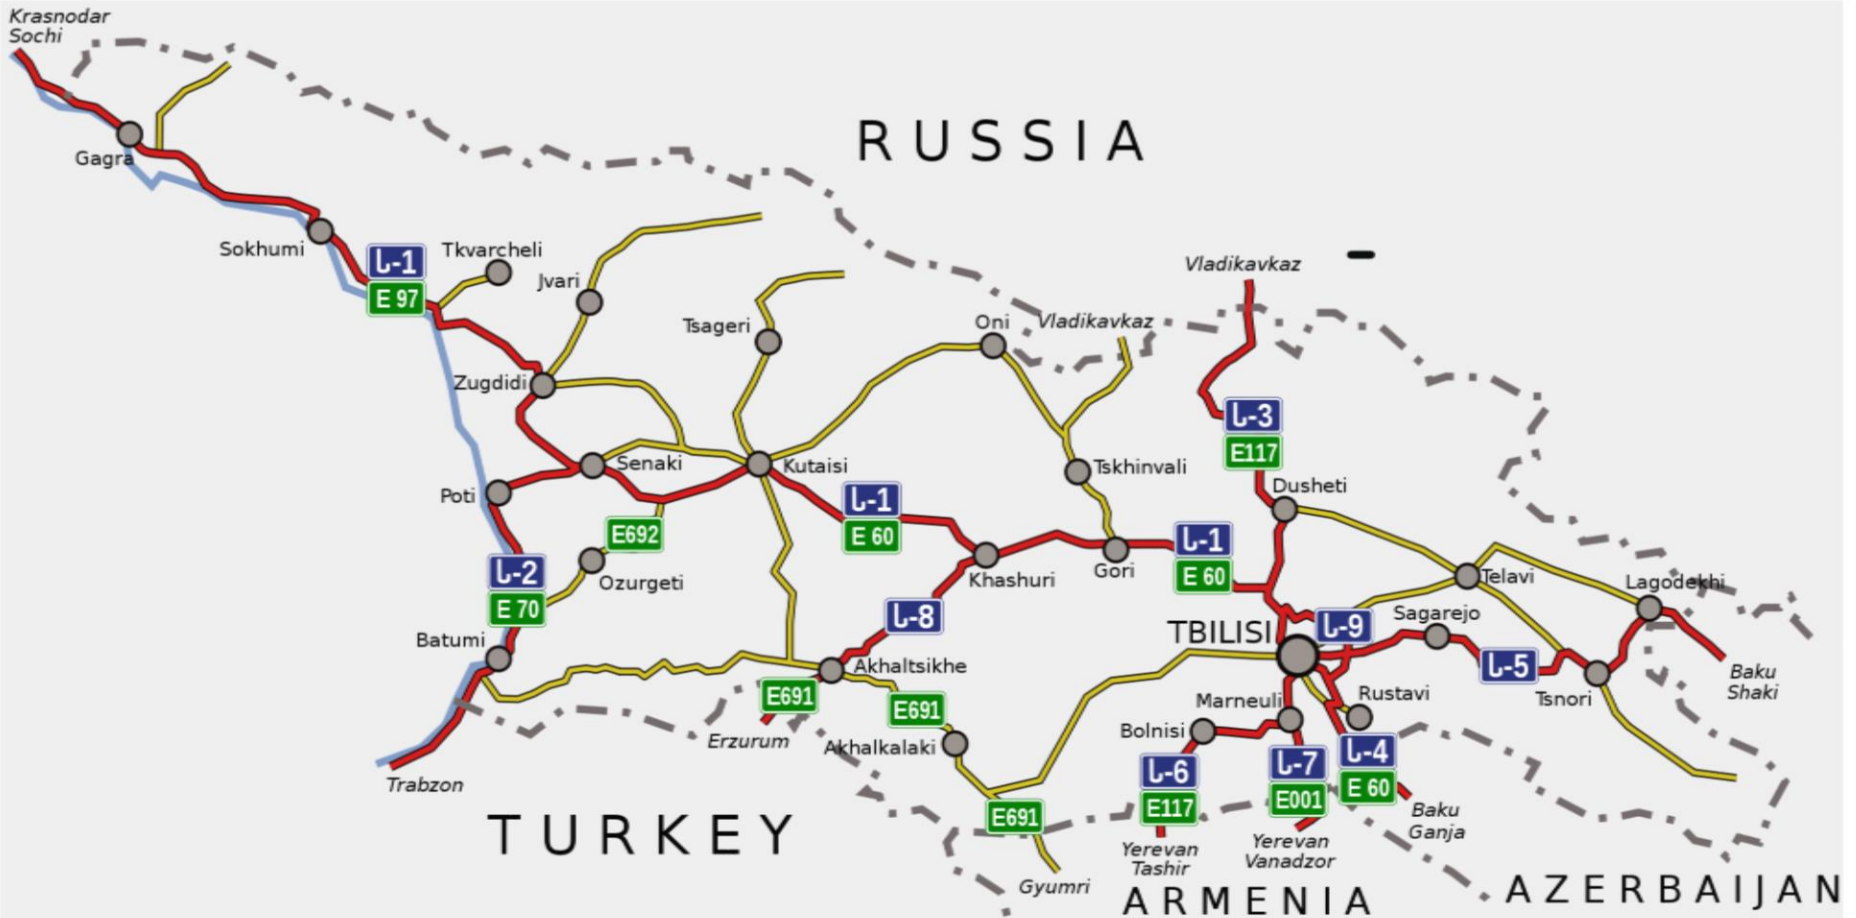 Krasnodar
Sochi
RUSSIA
Gagra
Sokhumi
Tkvarcheli
Ⴑ-1
E 97
Jvari
Vladikavkaz
Tsageri
Oni
Vladikavkaz
Zugdidi
Ⴑ-3
E117
Senaki
Kutaisi
Tskhinvali
Poti
Dusheti
Ⴑ-1
E 60
E692
Ⴑ-1
E 60
Ⴑ-2
E 70
Ozurgeti
Khashuri
Gori
Telavi
Lagodekhi
Ⴑ-8
Sagarejo
Batumi
TBILISI
Ⴑ-9
Akhaltsikhe
Ⴑ-5
Baku
Shaki
E691
E691
Marneuli
Rustavi
Tsnori
Erzurum
Akhalkalaki
Bolnisi
Trabzon
Ⴑ-6
E117
Ⴑ-7
E001
Ⴑ-4
E 60
TURKEY
E691
Baku
Ganja
Yerevan
Tashir
Yerevan
Vanadzor
Gyumri
ARMENIA
AZERBAIJAN